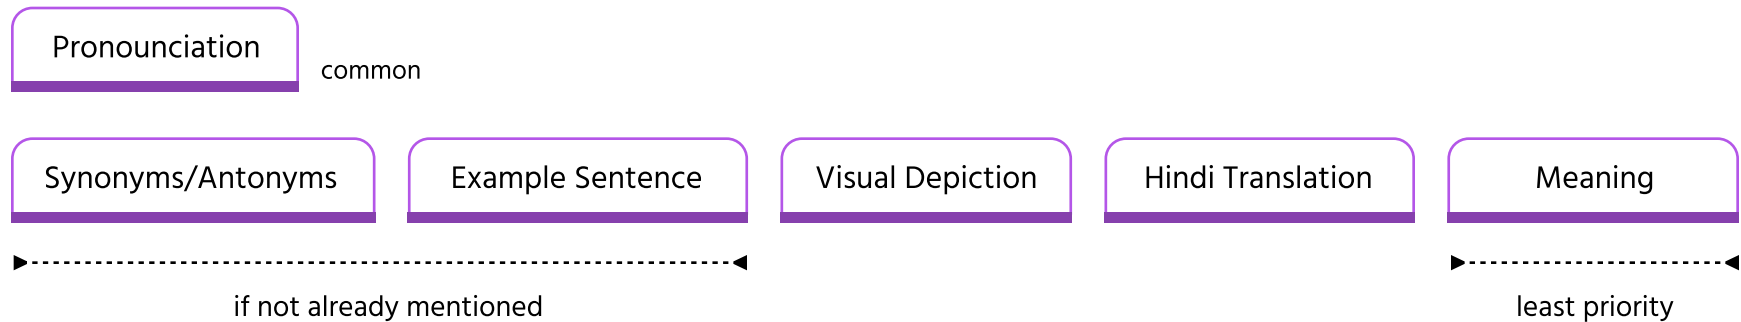 Pronounciation
common
Synonyms/Antonyms
Example Sentence
Visual Depiction
Hindi Translation
Meaning
if not already mentioned
least priority